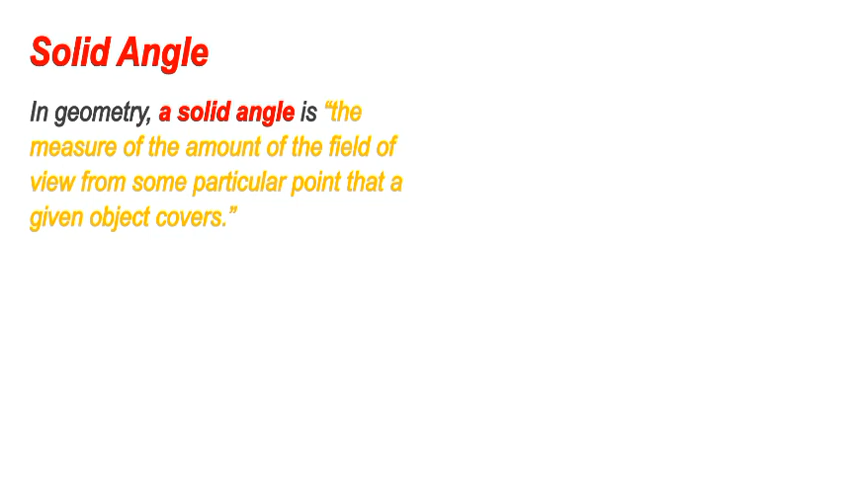 Solid Angle
In geometry, a solid angle is “the
measure of the amount of the field of
view from some particular point that a
given object covers.”